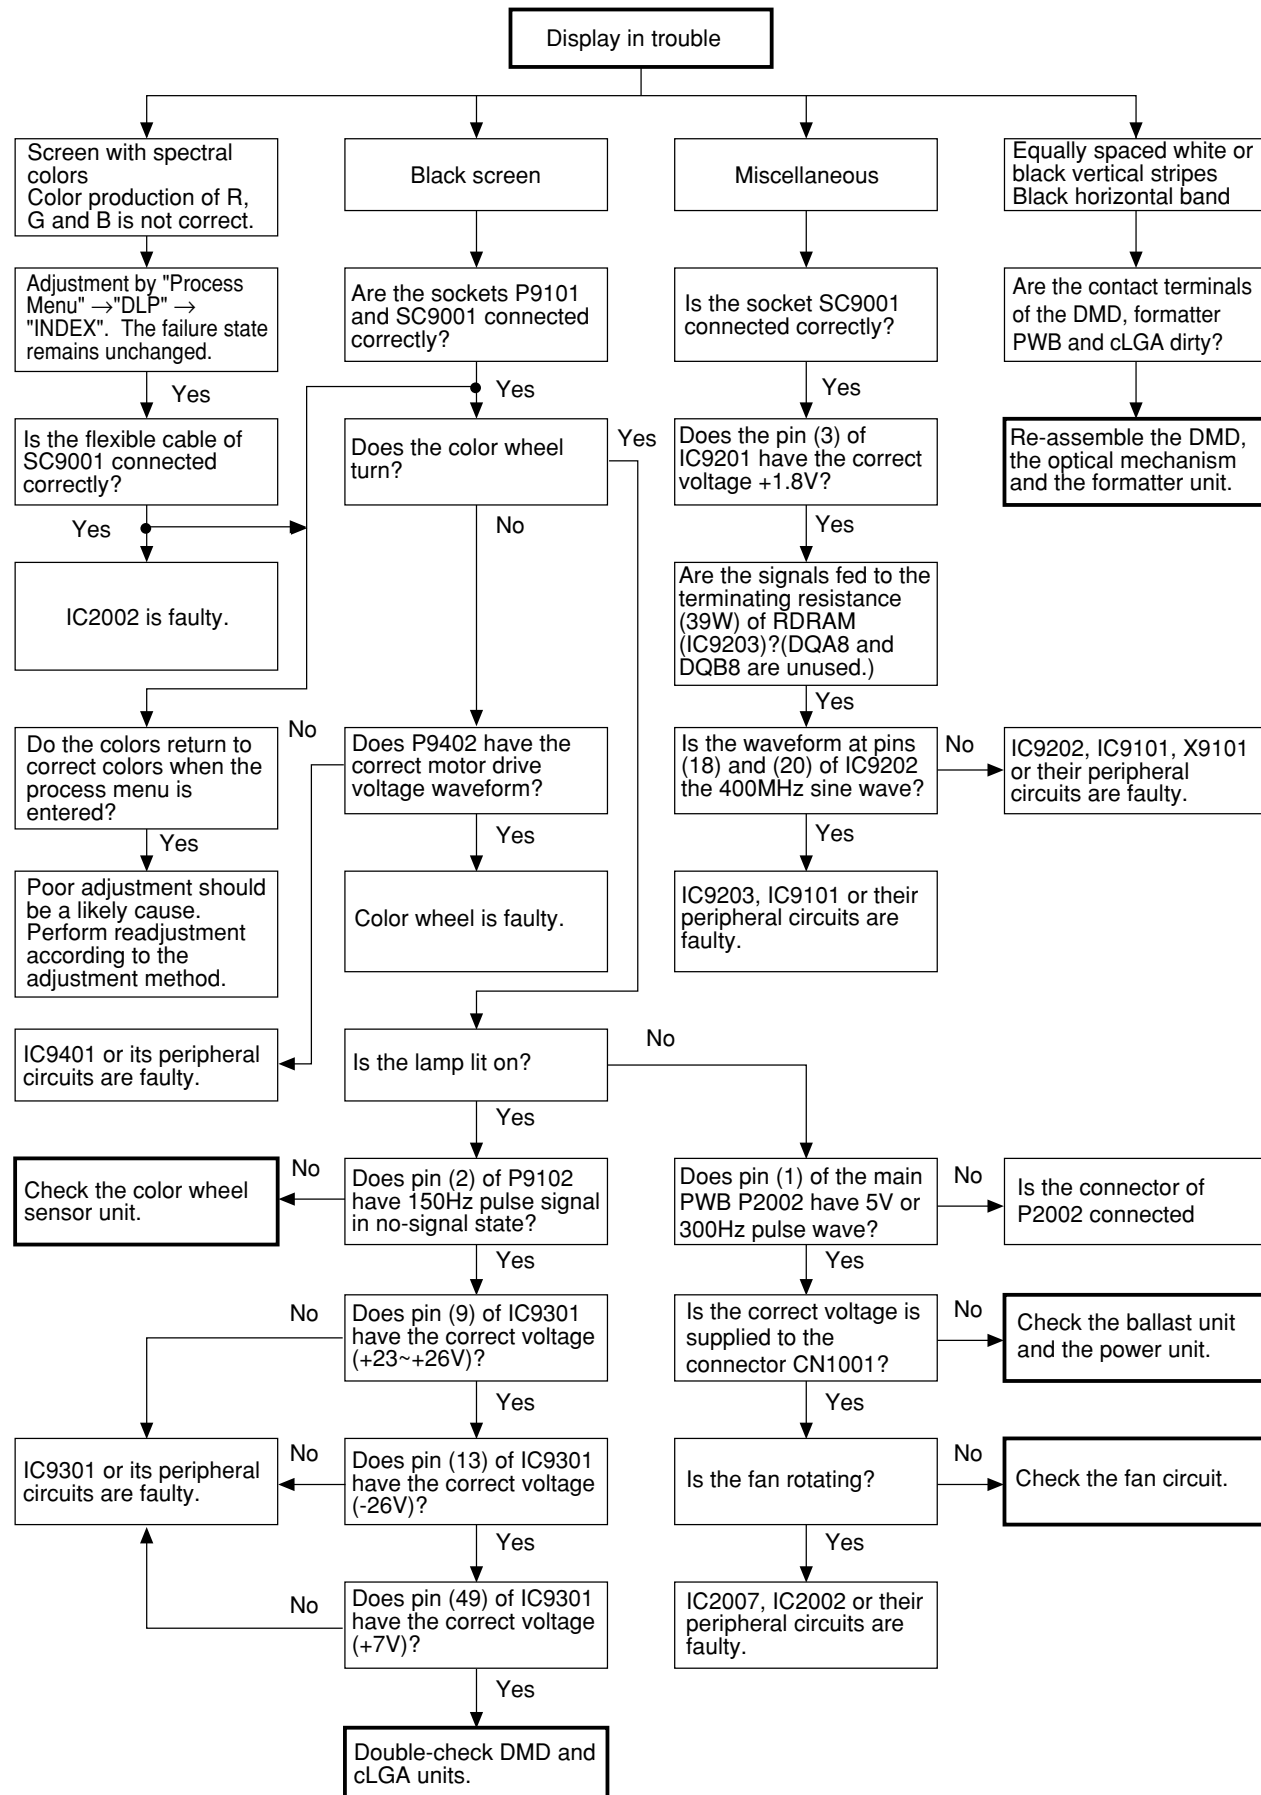 Display in trouble
Screen with spectral
colors
Color production of R,
G and B is not correct.
Black screen
Miscellaneous
Equally spaced white or
black vertical stripes
Black horizontal band
Adjustment by "Process
Menu" →"DLP" →
"INDEX". The failure state
remains unchanged.
Are the sockets P9101
and SC9001 connected
correctly?
Is the socket SC9001
connected correctly?
Are the contact terminals
of the DMD, formatter
PWB and cLGA dirty?
Yes
Yes
Yes
Is the flexible cable of
SC9001 connected
correctly?
Does the color wheel
turn?
Yes
Does the pin (3) of
IC9201 have the correct
voltage +1.8V?
Re-assemble the DMD,
the optical mechanism
and the formatter unit.
Yes
No
Yes
IC2002 is faulty.
Are the signals fed to the
terminating resistance
(39W) of RDRAM
(IC9203)?(DQA8 and
DQB8 are unused.)
Yes
Do the colors return to
correct colors when the
process menu is
entered?
No
Does P9402 have the
correct motor drive
voltage waveform?
Is the waveform at pins
(18) and (20) of IC9202
the 400MHz sine wave?
No
IC9202, IC9101, X9101
or their peripheral
circuits are faulty.
Yes
Yes
Yes
Poor adjustment should
be a likely cause.
Perform readjustment
according to the
adjustment method.
Color wheel is faulty.
IC9203, IC9101 or their
peripheral circuits are
faulty.
IC9401 or its peripheral
circuits are faulty.
Is the lamp lit on?
No
Yes
Check the color wheel
sensor unit.
No
Does pin (2) of P9102
have 150Hz pulse signal
in no-signal state?
Does pin (1) of the main
PWB P2002 have 5V or
300Hz pulse wave?
No
Is the connector of
P2002 connected
Yes
Yes
No
Does pin (9) of IC9301
have the correct voltage
(+23~+26V)?
Is the correct voltage is
supplied to the
connector CN1001?
No
Check the ballast unit
and the power unit.
Yes
Yes
IC9301 or its peripheral
circuits are faulty.
No
Does pin (13) of IC9301
have the correct voltage
(-26V)?
Is the fan rotating?
No
Check the fan circuit.
Yes
Yes
No
Does pin (49) of IC9301
have the correct voltage
(+7V)?
IC2007, IC2002 or their
peripheral circuits are
faulty.
Yes
Double-check DMD and
cLGA units.